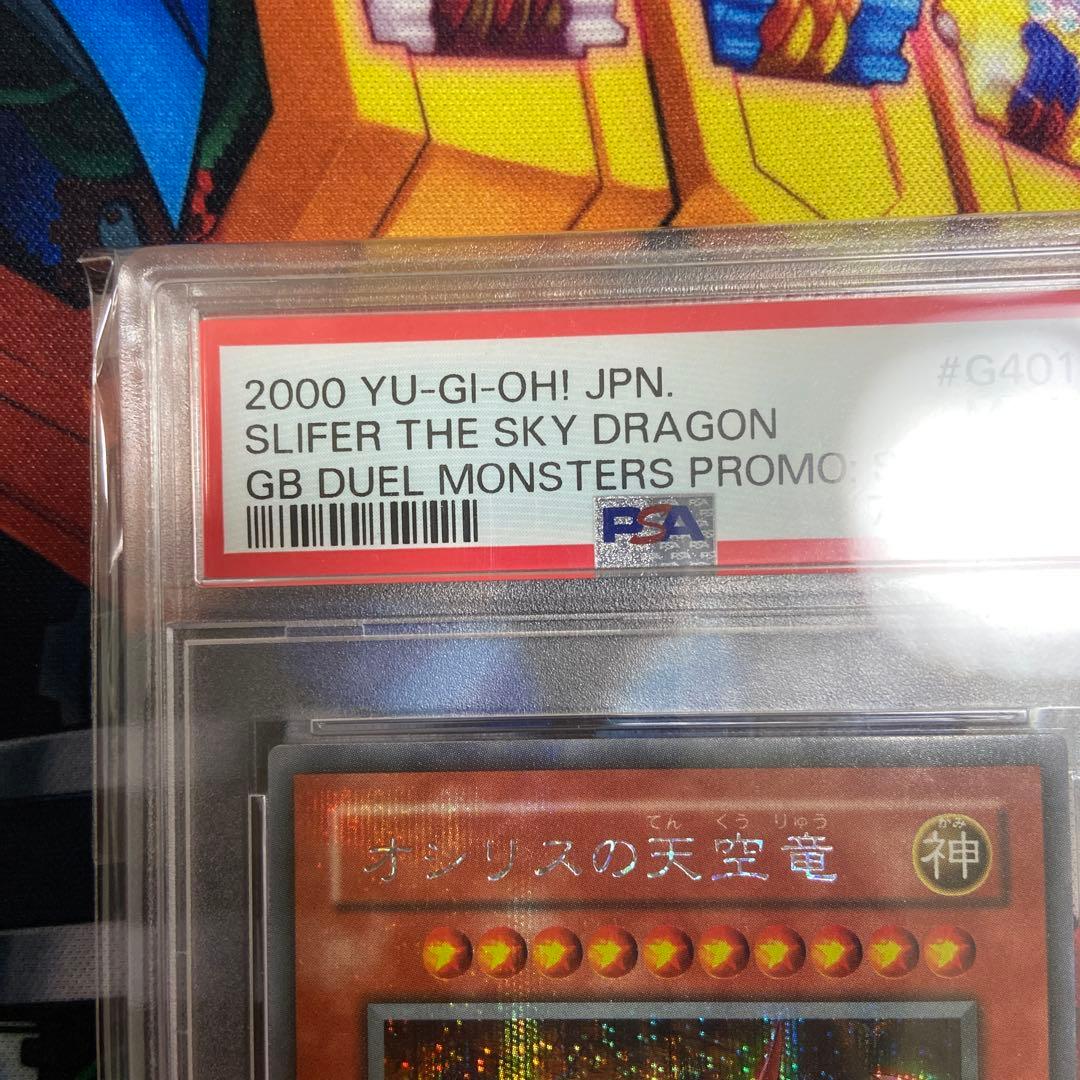 2000 YU-GI-OH! JPN.
#G401
SLIFER THE SKY DRAGON
GB DUEL MONSTERS PROMO:
PSA
てん くう りゅう
オシリスの天空竜
がみ
神